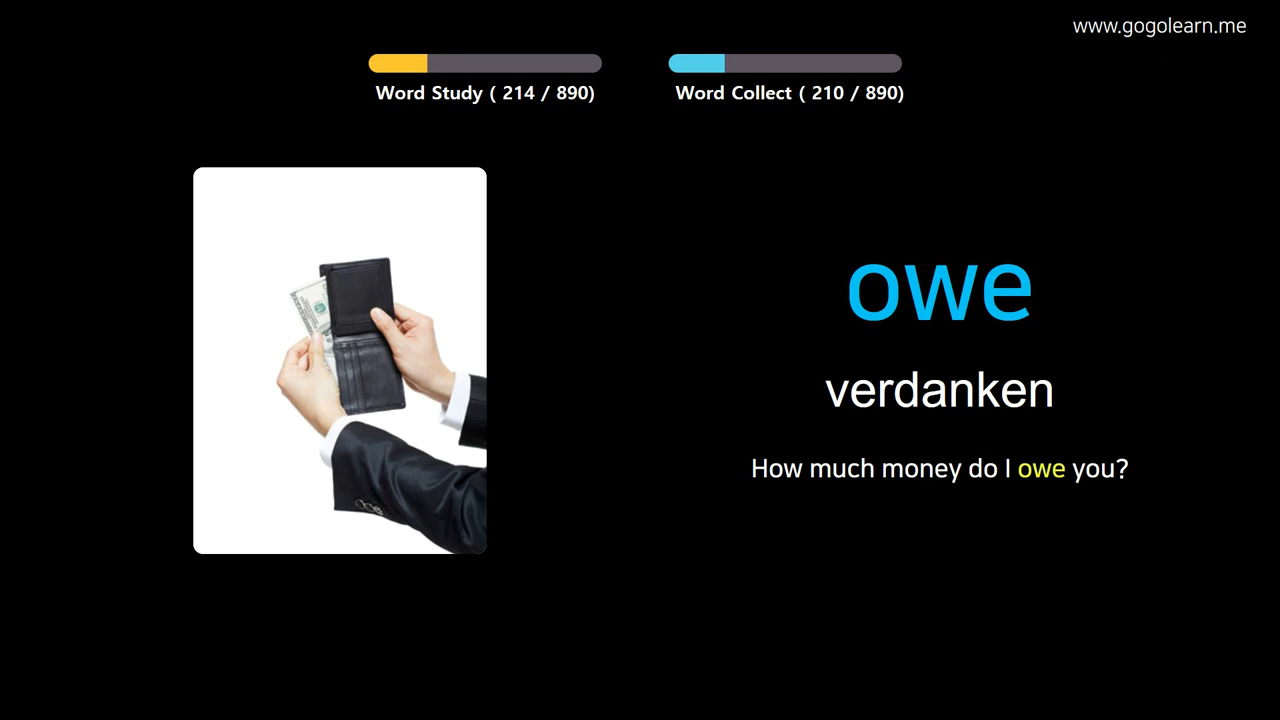 www.gogolearn.me
Word Study ( 214 / 890)
Word Collect ( 210 / 890)
owe
verdanken
How much money do I owe you?